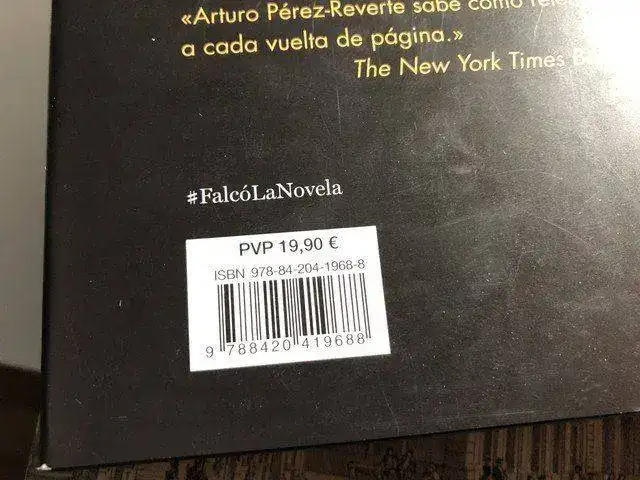 «Arturo Pérez-Reverte sabe cómo
a cada vuelta de página.»
The New York Times
#FalcóLaNovela
PVP 19,90 €
ISBN 978-84-204-1968-8
9 788420 419688